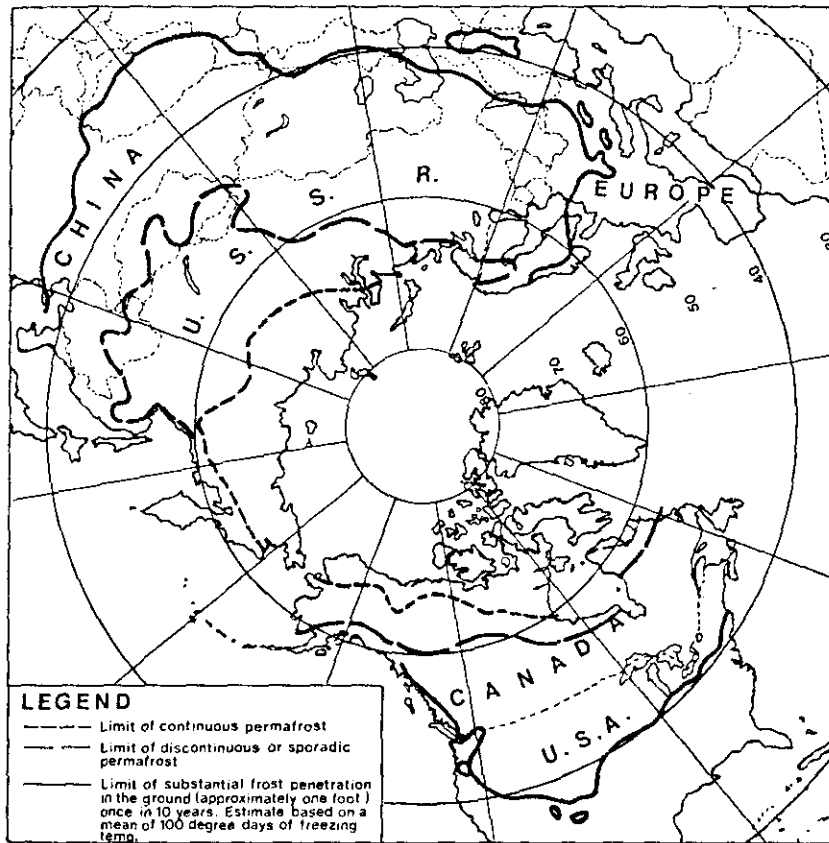 CHINA
U. S. S. R.
EUROPE
40
50
60
70
80
CANADA
U.S.A.
LEGEND
Limit of continuous permafrost
Limit of discontinuous or sporadic
permafrost
Limit of substantial frost penetration
in the ground (approximately one foot)
once in 10 years. Estimate based on a
mean of 100 degree days of freezing
temp.